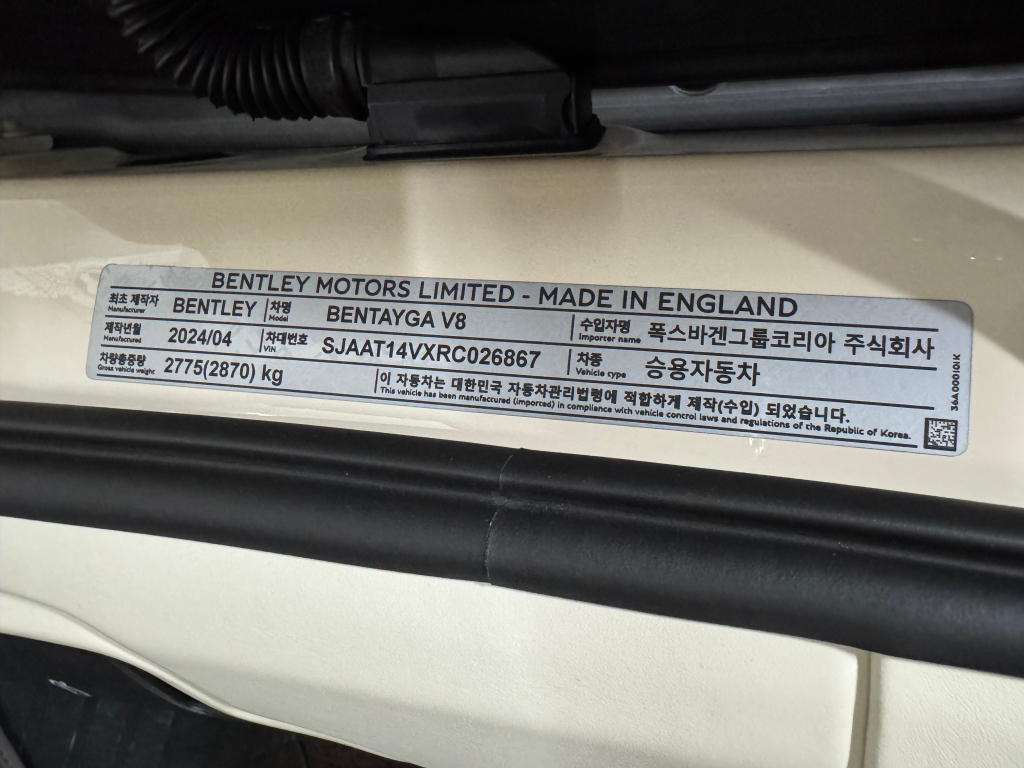 BENTLEY MOTORS LIMITED - MADE IN ENGLAND
최초 제작자 Manufacturer BENTLEY 차명 Model BENTAYGA V8 수입자명 Importer name 폭스바겐그룹코리아 주식회사
제작년월 Manufactured 2024/04 차대번호 VIN SJAAT14VXRC026867 차종 Vehicle type 승용자동차
차량총중량 Gross vehicle weight 2775(2870) kg 이 자동차는 대한민국 자동차관리법령에 적합하게 제작(수입) 되었습니다.
This vehicle has been manufactured (imported) in compliance with vehicle control laws and regulations of the Republic of Korea.
36A000101K